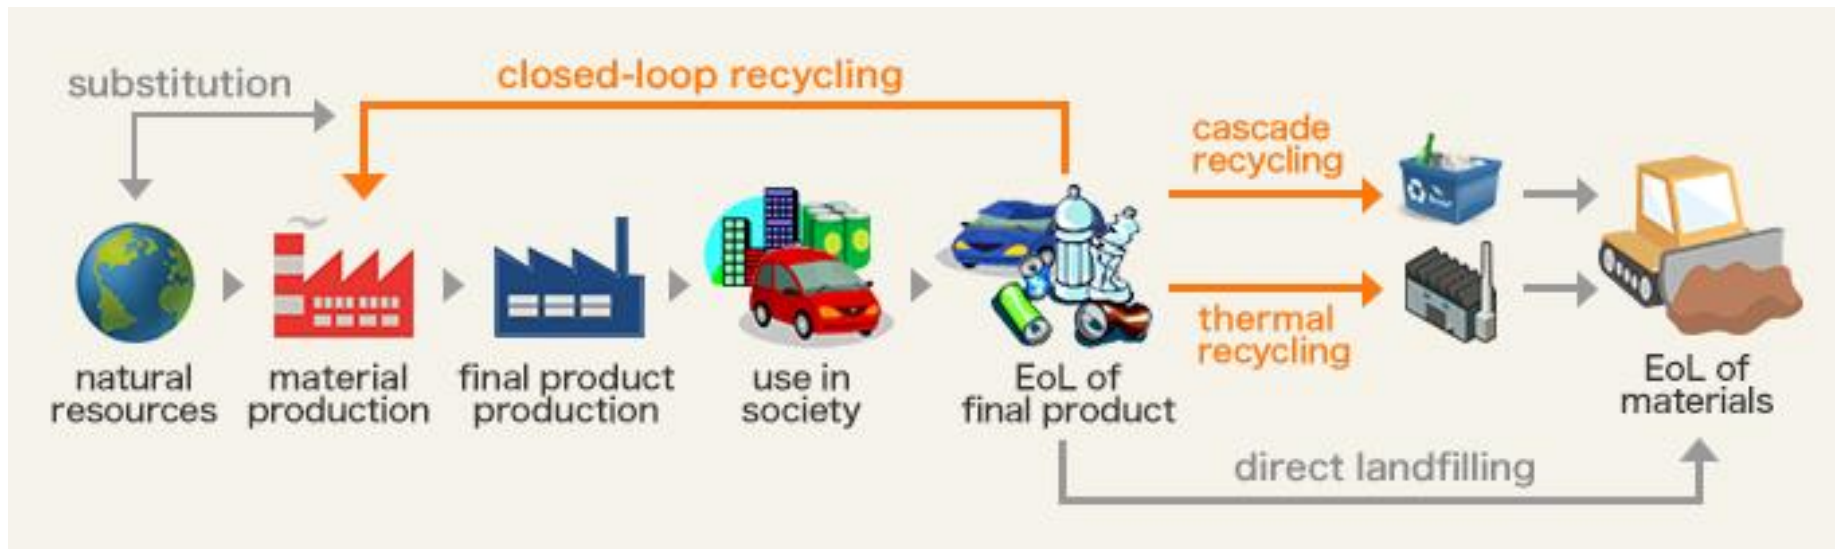 substitution
closed-loop recycling
cascade
recycling
thermal
recycling
natural
resources
material
production
final product
production
use in
society
EoL of
final product
EoL of
materials
direct landfilling